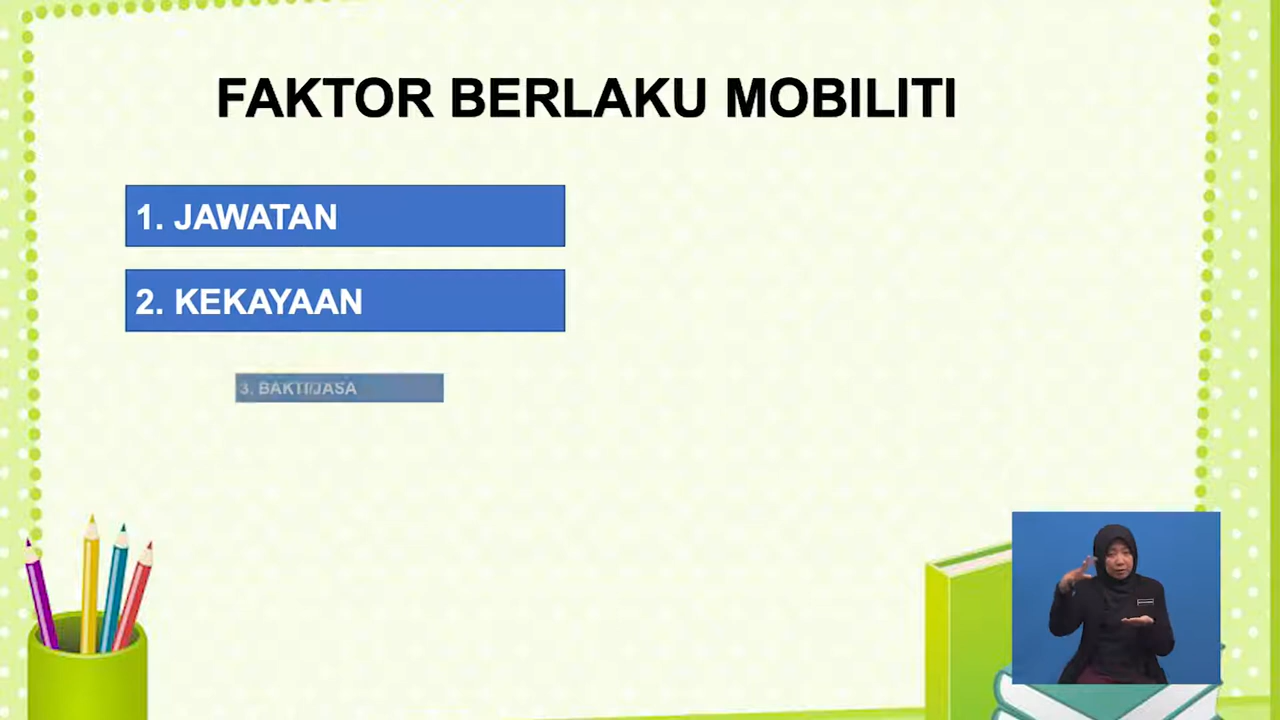 FAKTOR BERLAKU MOBILITI
1. JAWATAN
2. KEKAYAAN
3. BAKTI/JASA